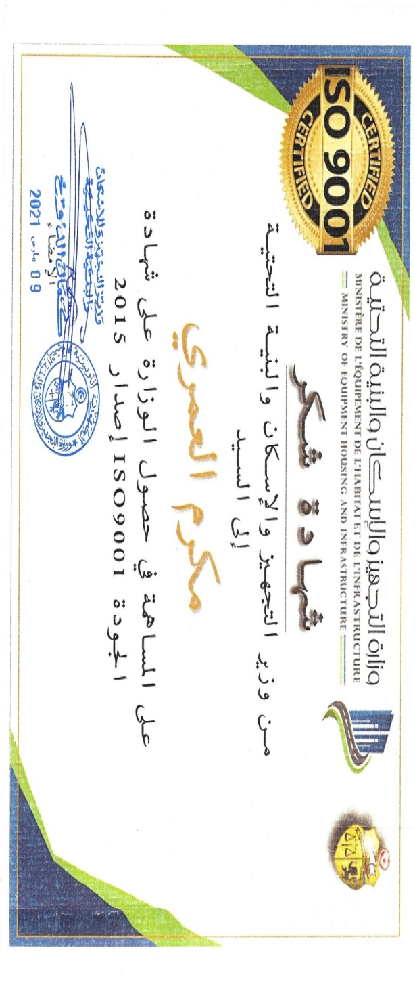 وزارة التجهيز والإسكان والبنية التحتية
MINISTÈRE DE L'ÉQUIPEMENT DE L'HABITAT ET DE L'INFRASTRUCTURE
MINISTRY OF EQUIPMENT HOUSING AND INFRASTRUCTURE
CERTIFIED
ISO 9001
CERTIFIED
شهادة شكر
من وزير التجهيز والإسكان والبنية التحتية
إلى السيد
مكرم العمري
على المساهمة في حصول الوزارة على شهادة
الجودة ISO9001 إصدار 2015
وزير التجهيز والإسكان
والبنية التحتية
الإمضاء
09 مارس 2021